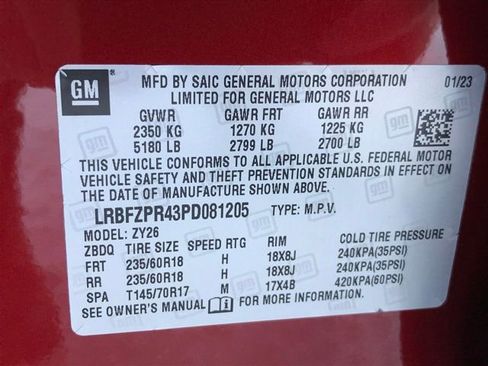 GM
MFD BY SAIC GENERAL MOTORS CORPORATION 01/23
LIMITED FOR GENERAL MOTORS LLC
GVWR GAWR FRT GAWR RR
2350 KG 1270 KG 1225 KG
5180 LB 2799 LB 2700 LB
THIS VEHICLE CONFORMS TO ALL APPLICABLE U.S. FEDERAL MOTOR
VEHICLE SAFETY AND THEFT PREVENTION STANDARDS IN EFFECT ON
THE DATE OF MANUFACTURE SHOWN ABOVE.
LRBFZPR43PD081205 TYPE: M.P.V.
MODEL: ZY26
ZBDQ TIRE SIZE SPEED RTG RIM COLD TIRE PRESSURE
FRT 235/60R18 H 18X8J 240KPA(35PSI)
RR 235/60R18 H 18X8J 240KPA(35PSI)
SPA T145/70R17 M 17X4B 420KPA(60PSI)
SEE OWNER'S MANUAL FOR MORE INFORMATION.